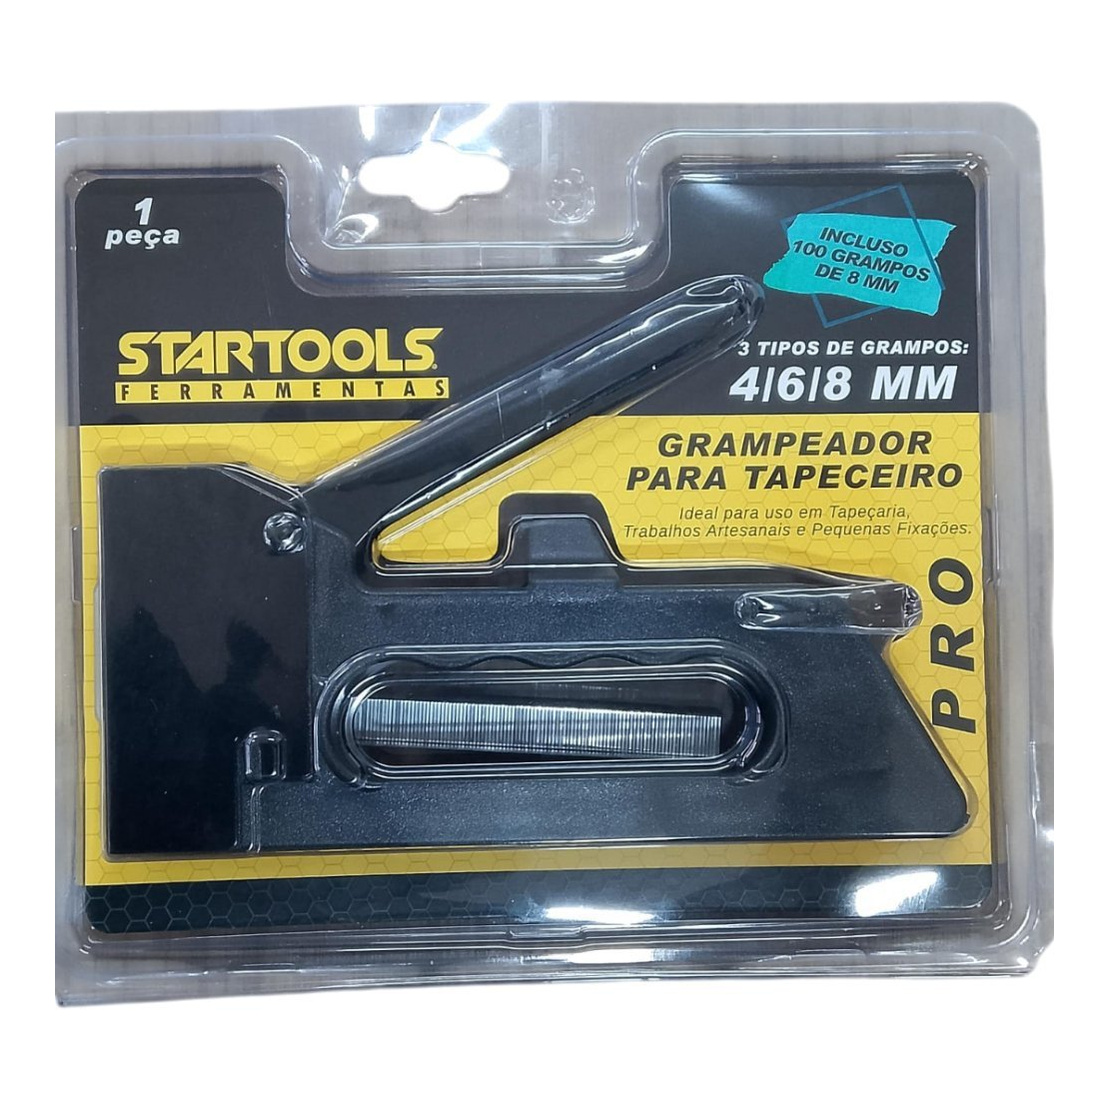 1
peça
INCLUSO
100 GRAMPOS
DE 8 MM
STARTOOLS
FERRAMENTAS
3 TIPOS DE GRAMPOS:
4/6/8 MM
GRAMPEADOR
PARA TAPECEIRO
Ideal para uso em Tapeçaria,
Trabalhos Artesanais e Pequenas Fixações.
PRO